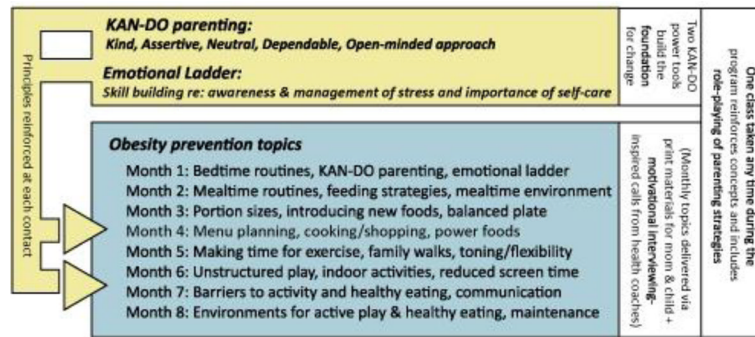 KAN-DO parenting:
Kind, Assertive, Neutral, Dependable, Open-minded approach
Emotional Ladder:
Skill building re: awareness & management of stress and importance of self-care
Two KAN-DO
power tools
build the
foundation
for change
Principles reinforced at each contact
Obesity prevention topics
Month 1: Bedtime routines, KAN-DO parenting, emotional ladder
Month 2: Mealtime routines, feeding strategies, mealtime environment
Month 3: Portion sizes, introducing new foods, balanced plate
Month 4: Menu planning, cooking/shopping, power foods
Month 5: Making time for exercise, family walks, toning/flexibility
Month 6: Unstructured play, indoor activities, reduced screen time
Month 7: Barriers to activity and healthy eating, communication
Month 8: Environments for active play & healthy eating, maintenance
(Monthly topics delivered via
print materials for mom & child +
motivational interviewing-
inspired calls from health coaches)
One class taken any time during the
program reinforces concepts and includes
role-playing of parenting strategies